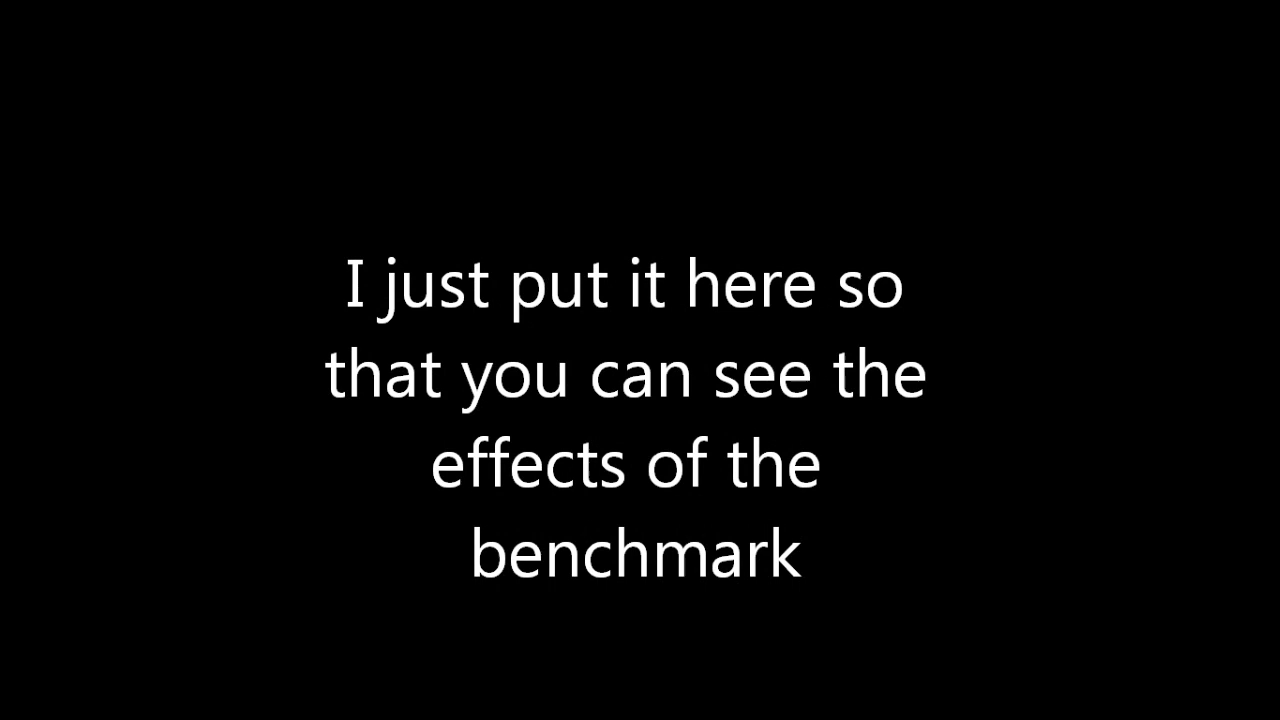 I just put it here so
that you can see the
effects of the
benchmark